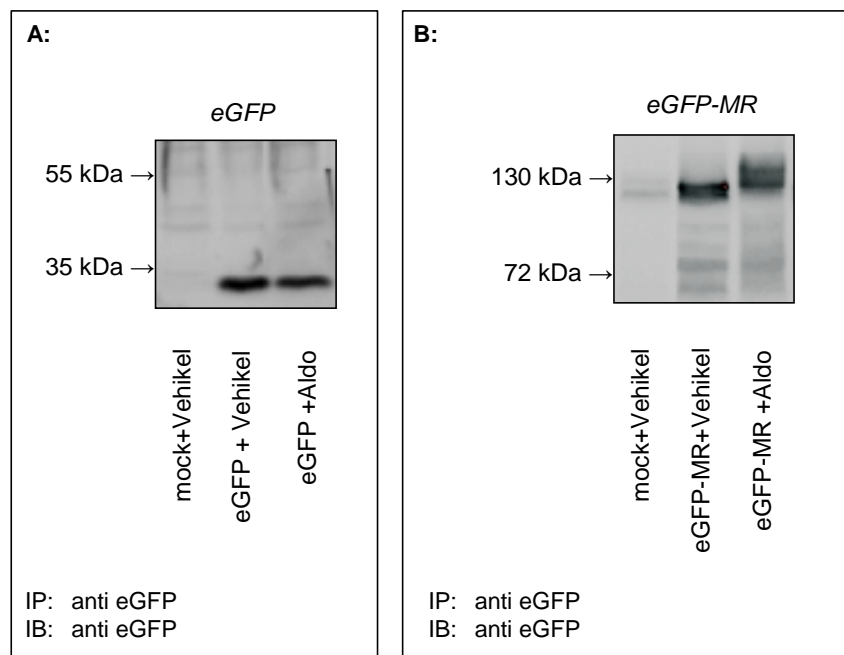 A:
eGFP
55 kDa →
35 kDa →
mock+Vehikel
eGFP + Vehikel
eGFP +Aldo
IP: anti eGFP
IB: anti eGFP
B:
eGFP-MR
130 kDa →
72 kDa →
mock+Vehikel
eGFP-MR+Vehikel
eGFP-MR +Aldo
IP: anti eGFP
IB: anti eGFP